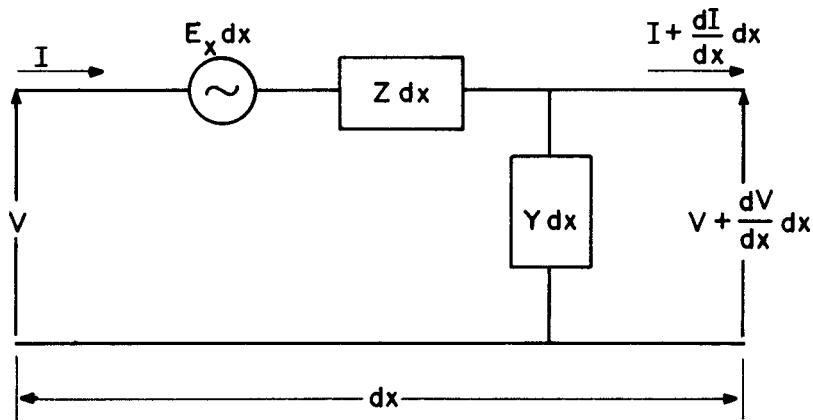 E_x dx
I
I + dI/dx dx
Z dx
Y dx
V
V + dV/dx dx
dx